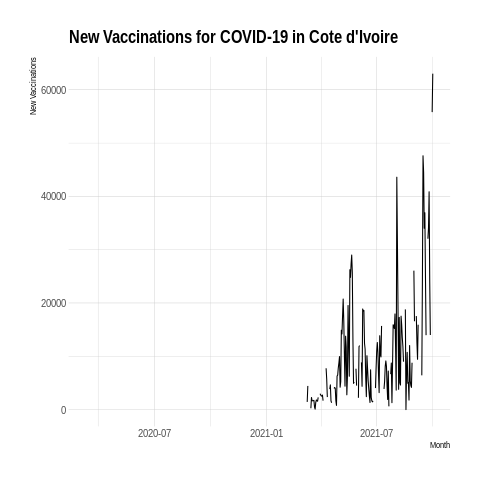 New Vaccinations for COVID-19 in Cote d'Ivoire
New Vaccinations
60000
40000
20000
0
2020-07
2021-01
2021-07
Month